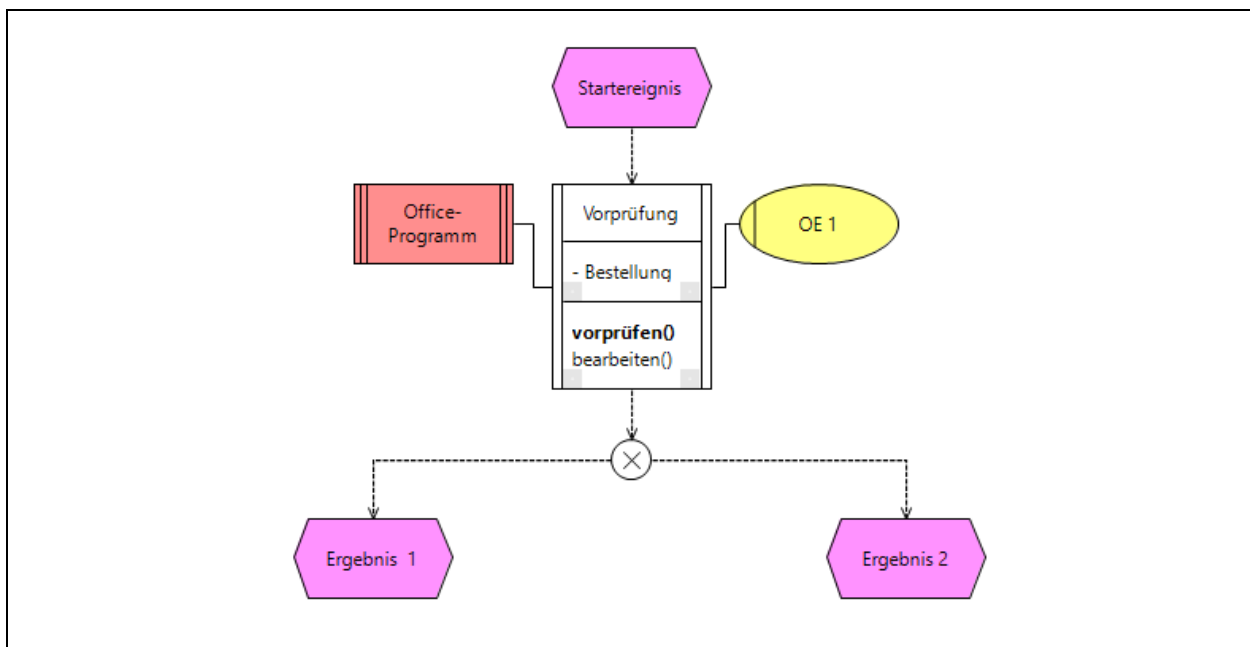 Startereignis
Office-
Programm
Vorprüfung
OE 1
- Bestellung
vorprüfen()
bearbeiten()
Ergebnis 1
Ergebnis 2